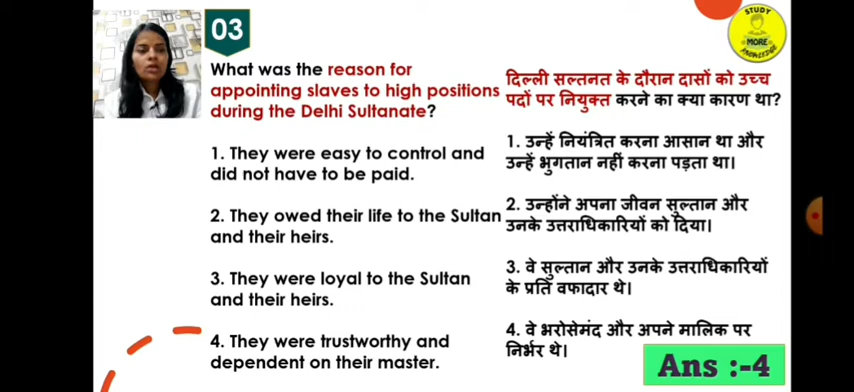 03
STUDY
MORE
KNOWLEDGE
What was the reason for
appointing slaves to high positions
during the Delhi Sultanate?
1. They were easy to control and
did not have to be paid.
2. They owed their life to the Sultan
and their heirs.
3. They were loyal to the Sultan
and their heirs.
4. They were trustworthy and
dependent on their master.
दिल्ली सल्तनत के दौरान दासों को उच्च
पदों पर नियुक्त करने का क्या कारण था?
1. उन्हें नियंत्रित करना आसान था और
उन्हें भुगतान नहीं करना पड़ता था।
2. उन्होंने अपना जीवन सुल्तान और
उनके उत्तराधिकारियों को दिया।
3. वे सुल्तान और उनके उत्तराधिकारियों
के प्रति वफादार थे।
4. वे भरोसेमंद और अपने मालिक पर
निर्भर थे।
Ans :-4